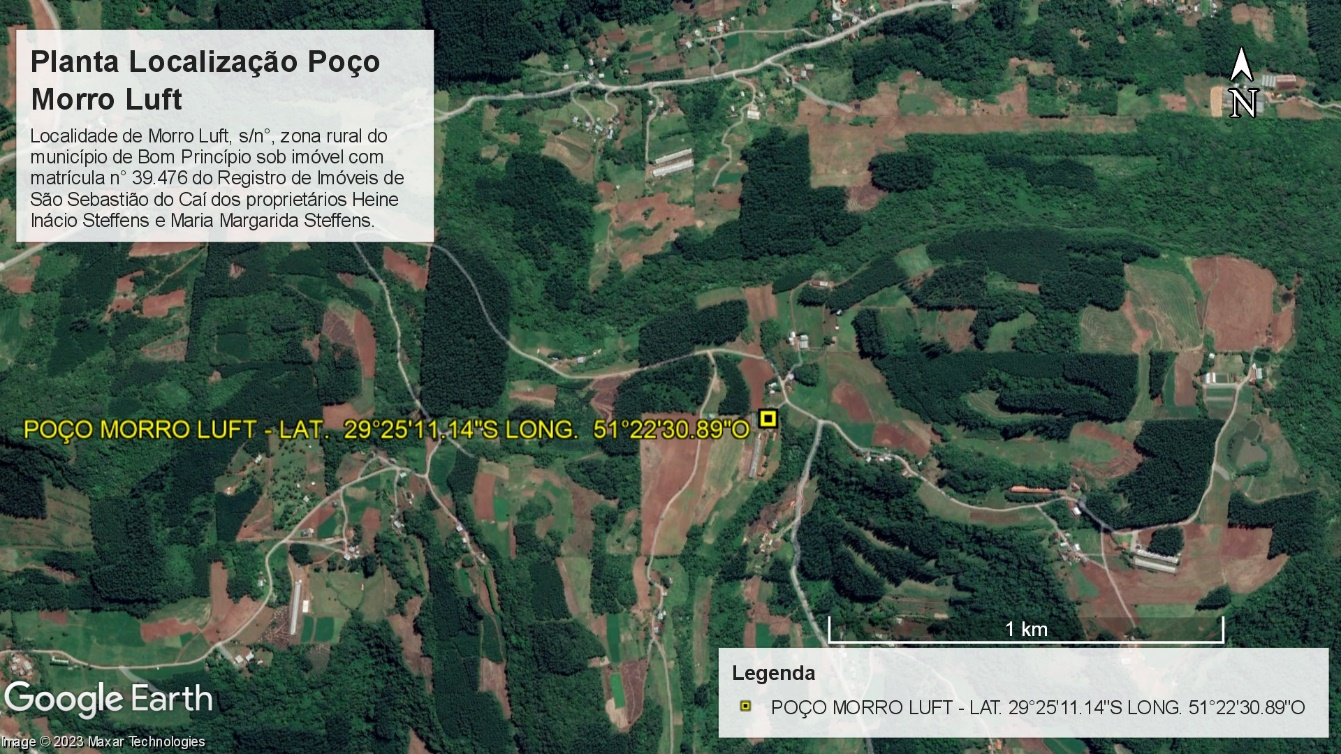 Planta Localização Poço
Morro Luft
Localidade de Morro Luft, s/n°, zona rural do
município de Bom Princípio sob imóvel com
matrícula n° 39.476 do Registro de Imóveis de
São Sebastião do Caí dos proprietários Heine
Inácio Steffens e Maria Margarida Steffens.
N
POÇO MORRO LUFT - LAT. 29°25'11.14"S LONG. 51°22'30.89"O
1 km
Legenda
POÇO MORRO LUFT - LAT. 29°25'11.14"S LONG. 51°22'30.89"O
Google Earth
Image © 2023 Maxar Technologies